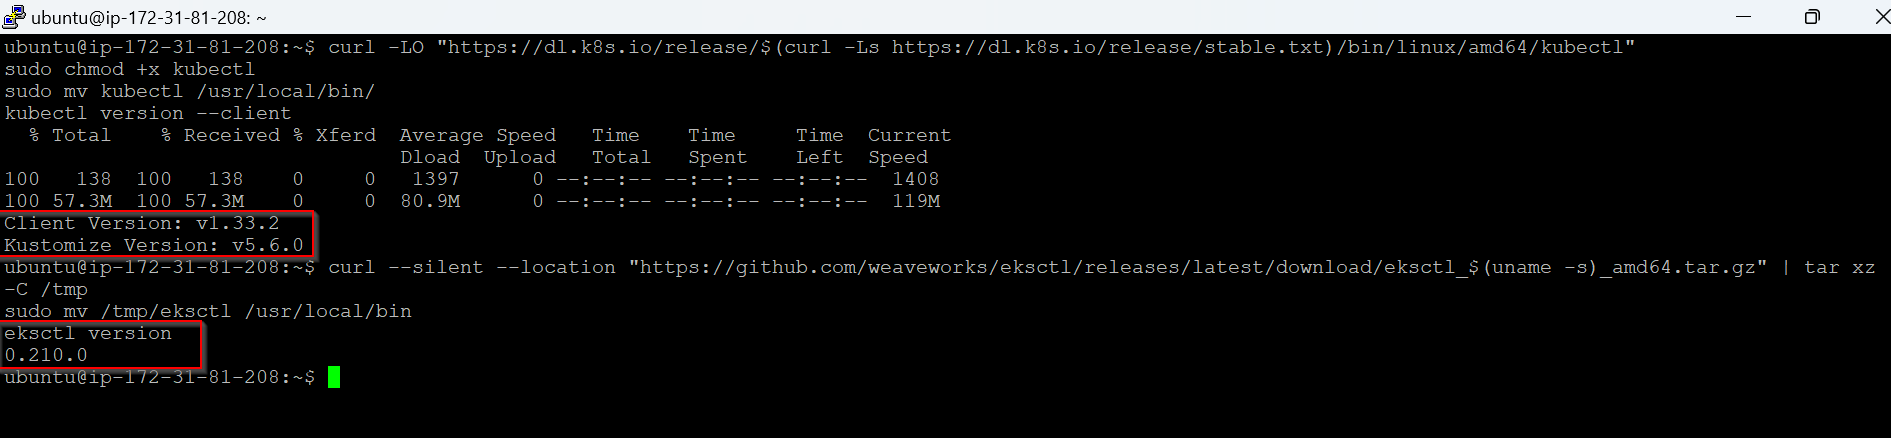 ubuntu@ip-172-31-81-208: ~
ubuntu@ip-172-31-81-208:~$ curl -LO "https://dl.k8s.io/release/$(curl -Ls https://dl.k8s.io/release/stable.txt)/bin/linux/amd64/kubectl"
sudo chmod +x kubectl
sudo mv kubectl /usr/local/bin/
kubectl version --client
  % Total    % Received % Xferd  Average Speed   Time    Time     Time  Current
                                 Dload  Upload   Total   Spent    Left  Speed
100   138  100   138    0     0   1397      0 --:--:-- --:--:-- --:--:--  1408
100 57.3M  100 57.3M    0     0  80.9M      0 --:--:-- --:--:-- --:--:--  119M
Client Version: v1.33.2
Kustomize Version: v5.6.0
ubuntu@ip-172-31-81-208:~$ curl --silent --location "https://github.com/weaveworks/eksctl/releases/latest/download/eksctl_$(uname -s)_amd64.tar.gz" | tar xz
-C /tmp
sudo mv /tmp/eksctl /usr/local/bin
eksctl version
0.210.0
ubuntu@ip-172-31-81-208:~$